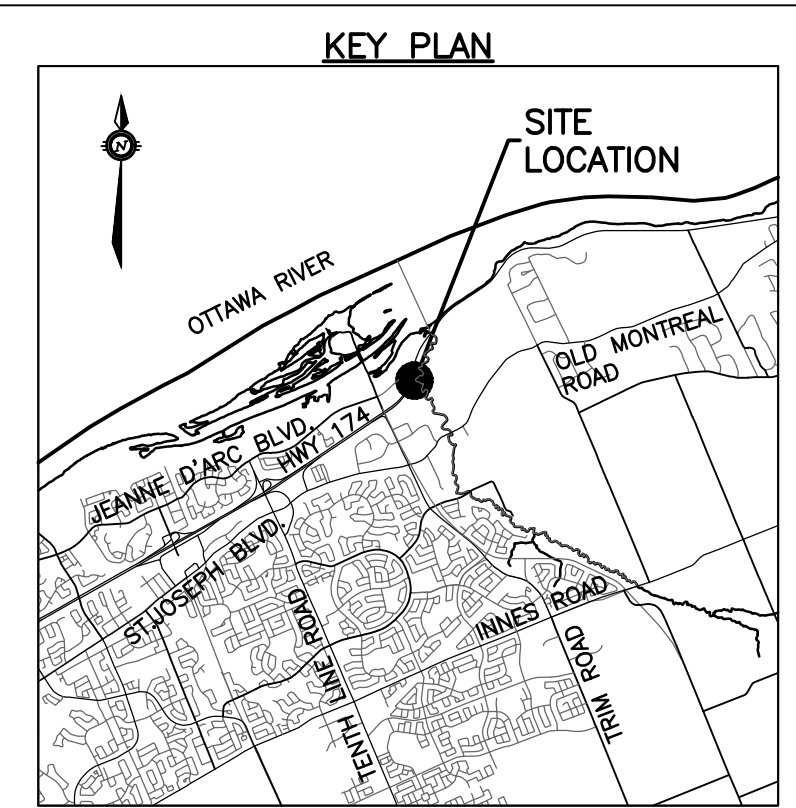 KEY PLAN
N
SITE
LOCATION
OTTAWA RIVER
OLD MONTREAL
ROAD
JEANNE D'ARC BLVD.
HWY 174
ST.JOSEPH BLVD.
TENTH LINE ROAD
INNES ROAD
TRIM ROAD